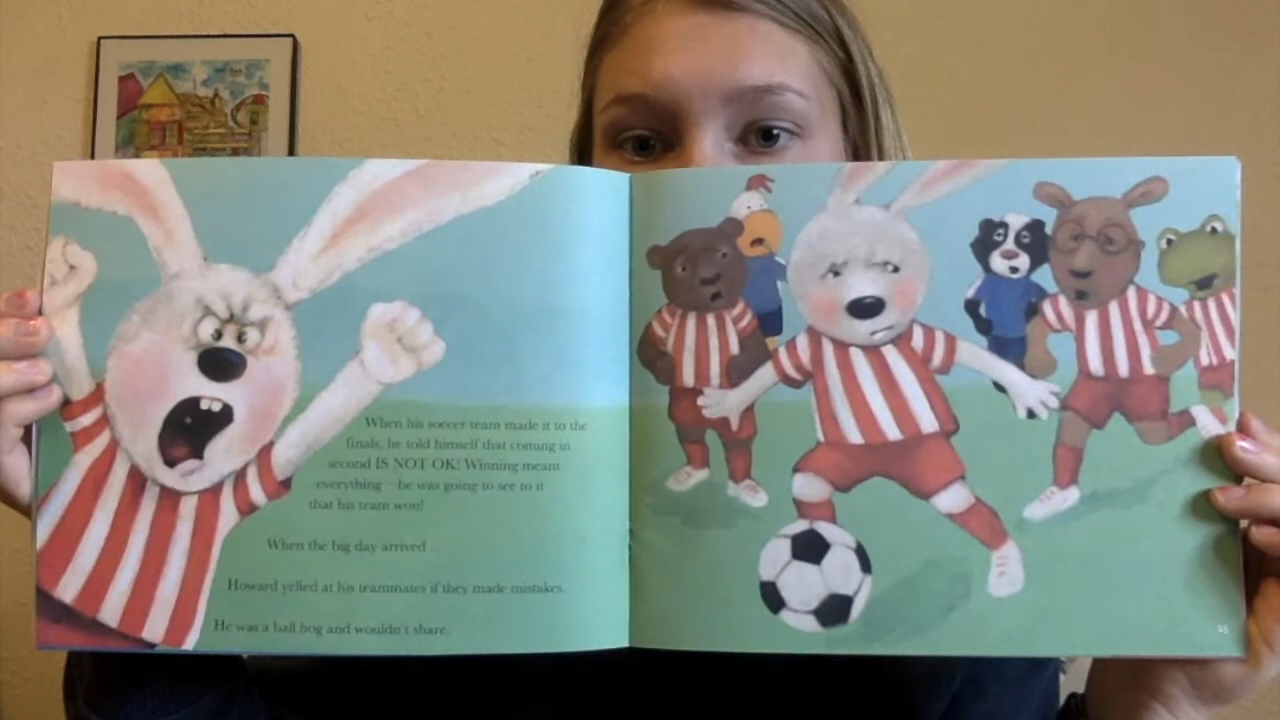 When his soccer team made it to the
finals, he told himself that coming in
second IS NOT OK! Winning meant
everything – he was going to see to it
that his team won!
When the big day arrived ...
Howard yelled at his teammates if they made mistakes.
He was a ball hog and wouldn't share.